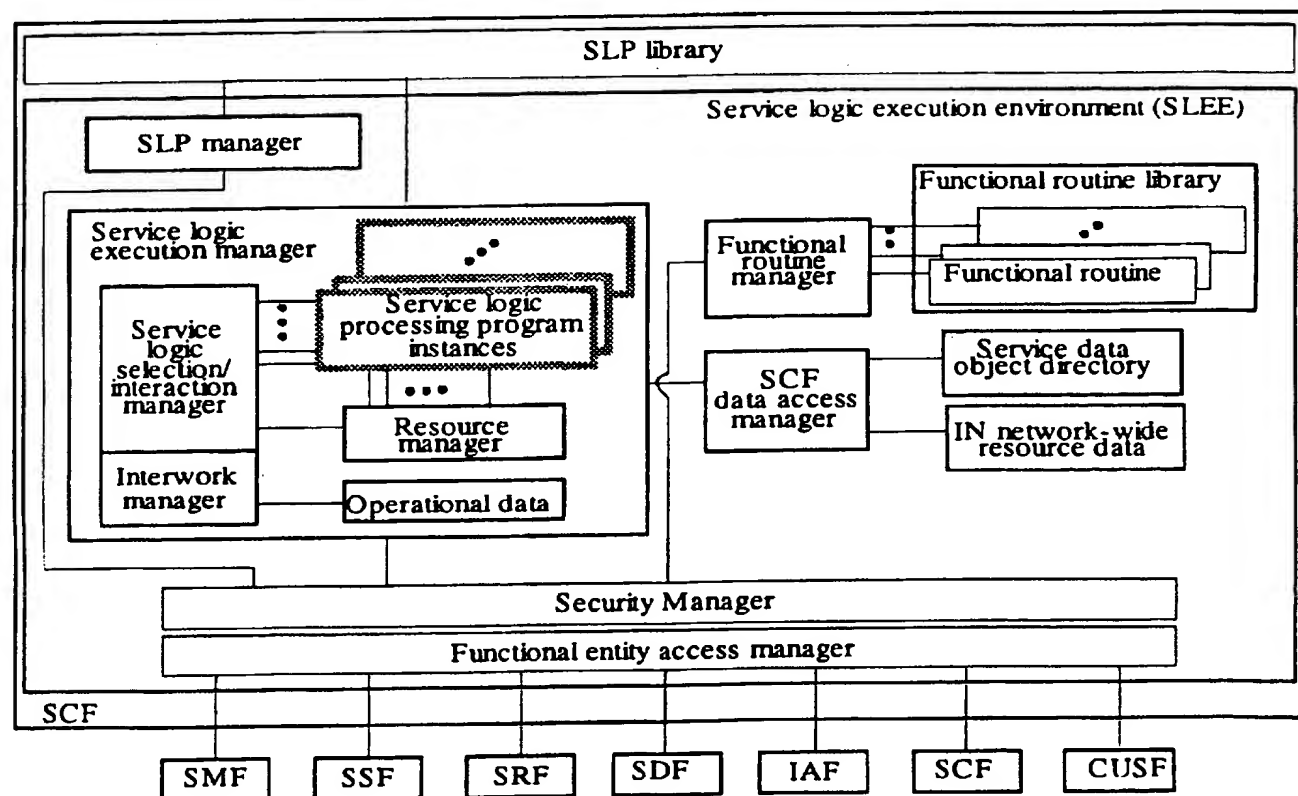 SLP library
Service logic execution environment (SLEE)
SLP manager
Functional routine library
Service logic
execution manager
Functional
routine
manager
Functional routine
Service
logic
selection/
interaction
manager
Service logic
processing program
instances
Service data
object directory
SCF
data access
manager
Resource
manager
IN network-wide
resource data
Interwork
manager
Operational data
Security Manager
Functional entity access manager
SCF
SMF
SSF
SRF
SDF
IAF
SCF
CUSF